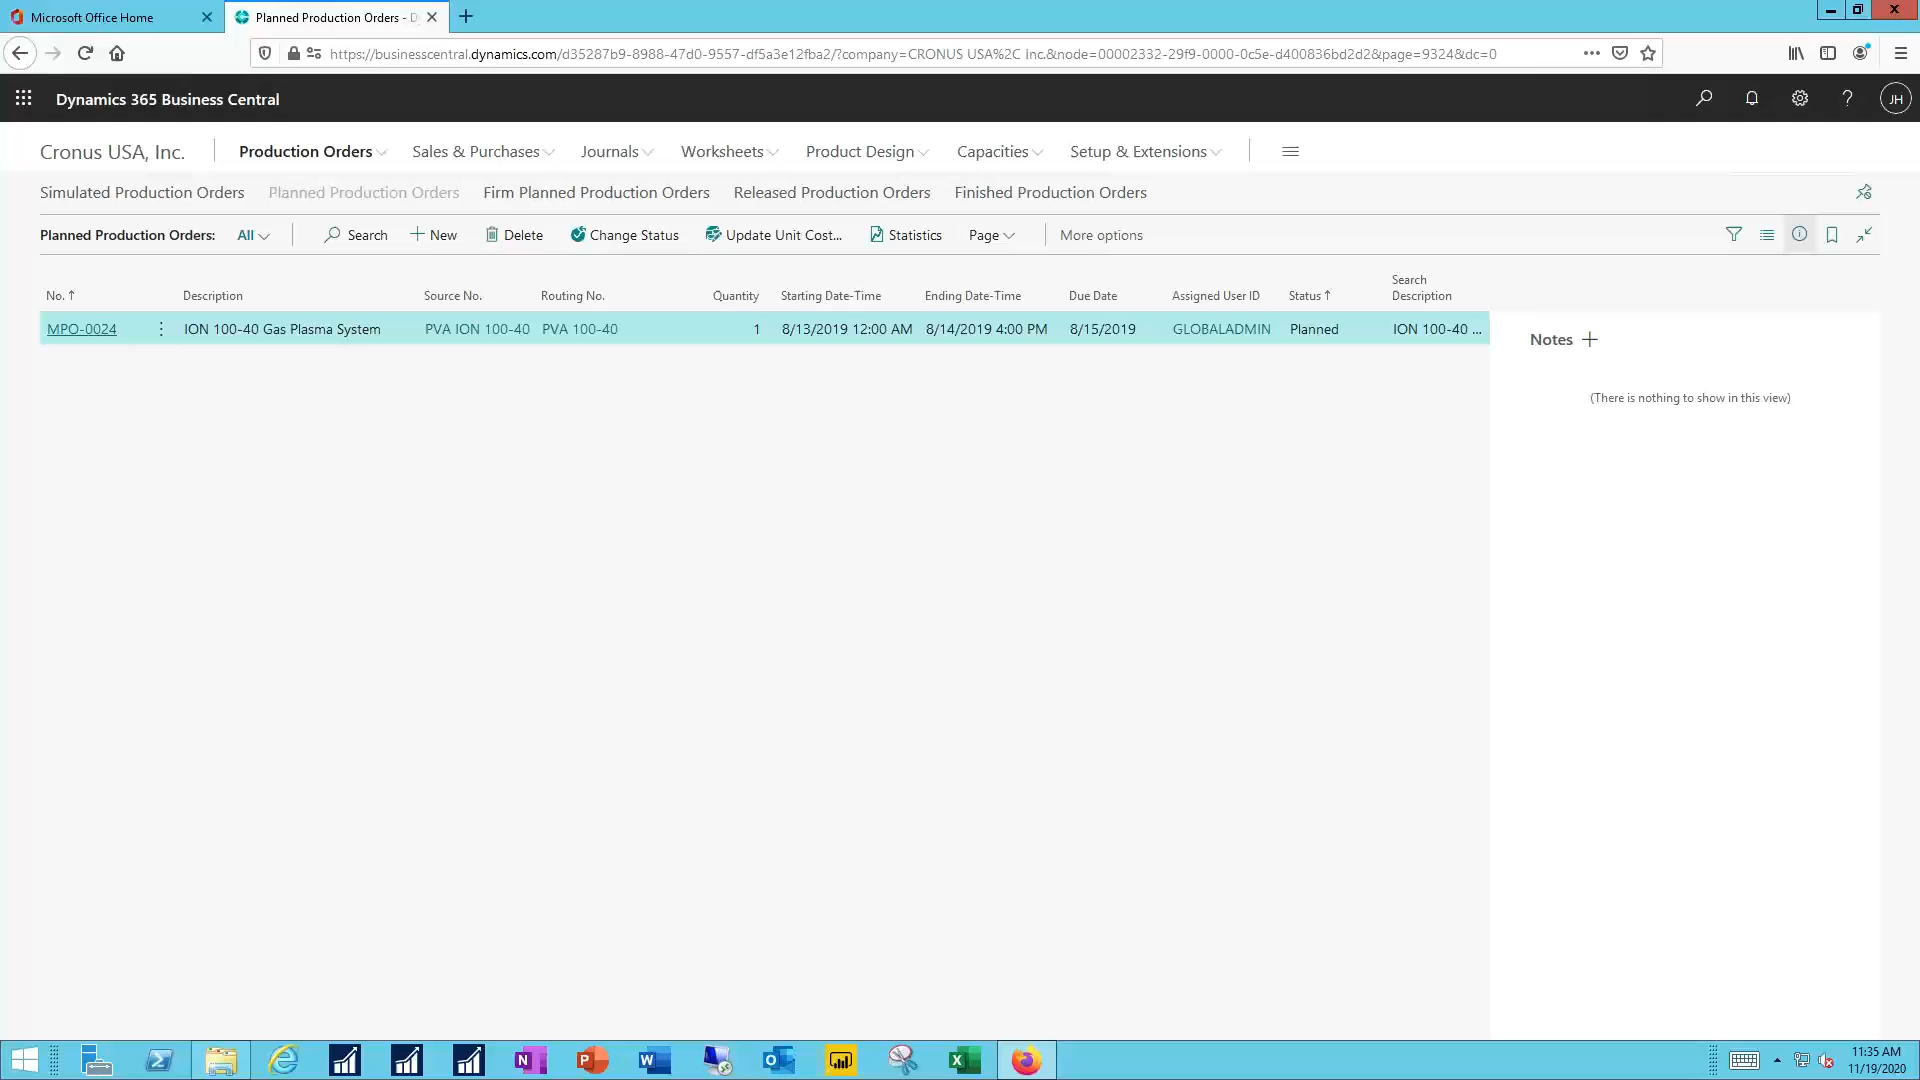 Microsoft Office Home
Planned Production Orders - D
https://businesscentral.dynamics.com/d35287b9-8988-47d0-9557-df5a3e12fba2/?company=CRONUS USA%2C Inc.&node=00002332-29f9-0000-0c5e-d400836bd2d2&page=9324&dc=0
Dynamics 365 Business Central
JH
Cronus USA, Inc. Production Orders Sales & Purchases Journals Worksheets Product Design Capacities Setup & Extensions
Simulated Production Orders Planned Production Orders Firm Planned Production Orders Released Production Orders Finished Production Orders
Planned Production Orders: All Search New Delete Change Status Update Unit Cost... Statistics Page More options
No. ↑ Description Source No. Routing No. Quantity Starting Date-Time Ending Date-Time Due Date Assigned User ID Status ↑ Search Description
MPO-0024 ION 100-40 Gas Plasma System PVA ION 100-40 PVA 100-40 1 8/13/2019 12:00 AM 8/14/2019 4:00 PM 8/15/2019 GLOBALADMIN Planned ION 100-40 ...
Notes
(There is nothing to show in this view)
11:35 AM
11/19/2020